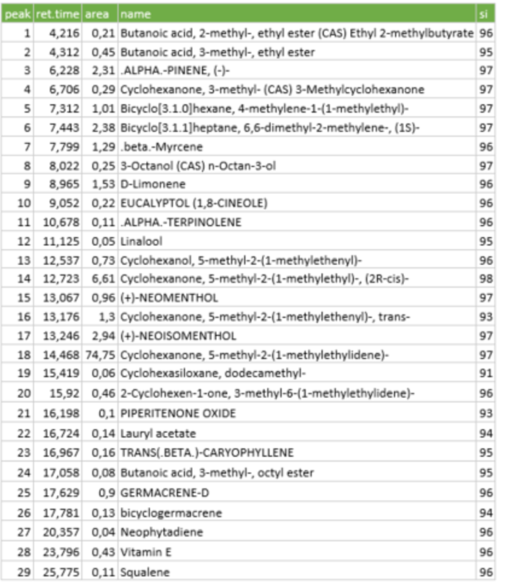 peak ret.time area name si
1 4,216 0,21 Butanoic acid, 2-methyl-, ethyl ester (CAS) Ethyl 2-methylbutyrate 96
2 4,312 0,45 Butanoic acid, 3-methyl-, ethyl ester 95
3 6,228 2,31 .ALPHA.-PINENE, (-)- 97
4 6,706 0,29 Cyclohexanone, 3-methyl- (CAS) 3-Methylcyclohexanone 97
5 7,312 1,01 Bicyclo[3.1.0]hexane, 4-methylene-1-(1-methylethyl)- 97
6 7,443 2,38 Bicyclo[3.1.1]heptane, 6,6-dimethyl-2-methylene-, (1S)- 97
7 7,799 1,29 .beta.-Myrcene 96
8 8,022 0,25 3-Octanol (CAS) n-Octan-3-ol 97
9 8,965 1,53 D-Limonene 96
10 9,052 0,22 EUCALYPTOL (1,8-CINEOLE) 96
11 10,678 0,11 .ALPHA.-TERPINOLENE 96
12 11,125 0,05 Linalool 95
13 12,537 0,73 Cyclohexanol, 5-methyl-2-(1-methylethenyl)- 96
14 12,723 6,61 Cyclohexanone, 5-methyl-2-(1-methylethyl)-, (2R-cis)- 98
15 13,067 0,96 (+)-NEOMENTHOL 97
16 13,176 1,3 Cyclohexanone, 5-methyl-2-(1-methylethenyl)-, trans- 93
17 13,246 2,94 (+)-NEOISOMENTHOL 97
18 14,468 74,75 Cyclohexanone, 5-methyl-2-(1-methylethylidene)- 97
19 15,419 0,06 Cyclohexasiloxane, dodecamethyl- 91
20 15,92 0,46 2-Cyclohexen-1-one, 3-methyl-6-(1-methylethylidene)- 96
21 16,198 0,1 PIPERITENONE OXIDE 93
22 16,724 0,14 Lauryl acetate 94
23 16,967 0,16 TRANS(.BETA.)-CARYOPHYLLENE 95
24 17,058 0,08 Butanoic acid, 3-methyl-, octyl ester 95
25 17,629 0,9 GERMACRENE-D 96
26 17,781 0,13 bicyclogermacrene 94
27 20,357 0,04 Neophytadiene 96
28 23,796 0,43 Vitamin E 96
29 25,775 0,11 Squalene 96